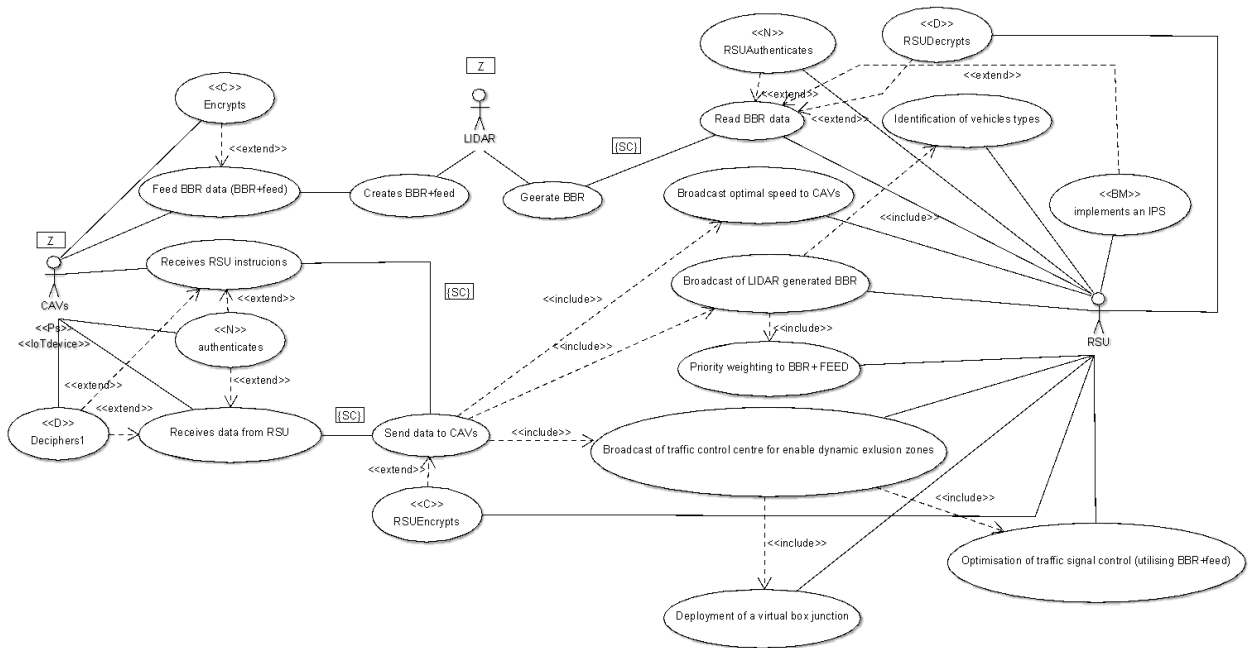 <<N>>
RSUAuthenticates
<<D>>
RSUDecrypts
Z
<<C>>
Encrypts
<<extend>>
<<extend>>
LIDAR
Read BBR data
<<extend>>
Identification of vehicles types
{SC}
<<extend>>
Feed BBR data (BBR+feed)
Creates BBR+feed
Geerate BBR
Broadcast optimal speed to CAVs
<<BM>>
implements an IPS
<<include>>
Z
Receives RSU instrucions
Broadcast of LIDAR generated BBR
{SC}
CAVs
<<extend>>
<<include>>
<<Ps>>
<<IoTdevice>>
<<N>>
authenticates
<<include>>
<<include>>
RSU
Priority weighting to BBR+ FEED
<<extend>>
<<extend>>
{SC}
<<D>>
Deciphers1
Receives data from RSU
Send data to CAVs
<<include>>
Broadcast of traffic control centre for enable dynamic exlusion zones
<<extend>>
<<include>>
<<C>>
RSUEncrypts
<<include>>
Optimisation of traffic signal control (utilising BBR+feed)
Deployment of a virtual box junction